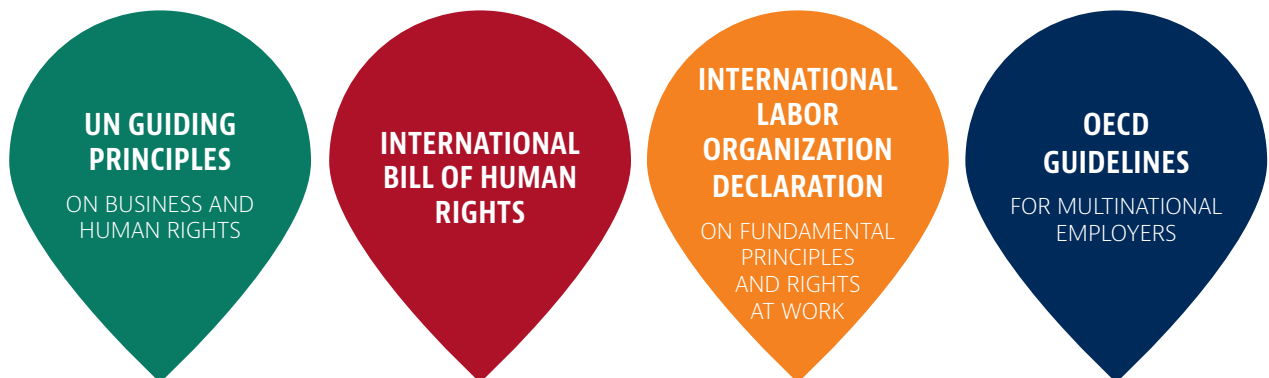 UN GUIDING
PRINCIPLES
ON BUSINESS AND
HUMAN RIGHTS
INTERNATIONAL
BILL OF HUMAN
RIGHTS
INTERNATIONAL
LABOR
ORGANIZATION
DECLARATION
ON FUNDAMENTAL
PRINCIPLES
AND RIGHTS
AT WORK
OECD
GUIDELINES
FOR MULTINATIONAL
EMPLOYERS